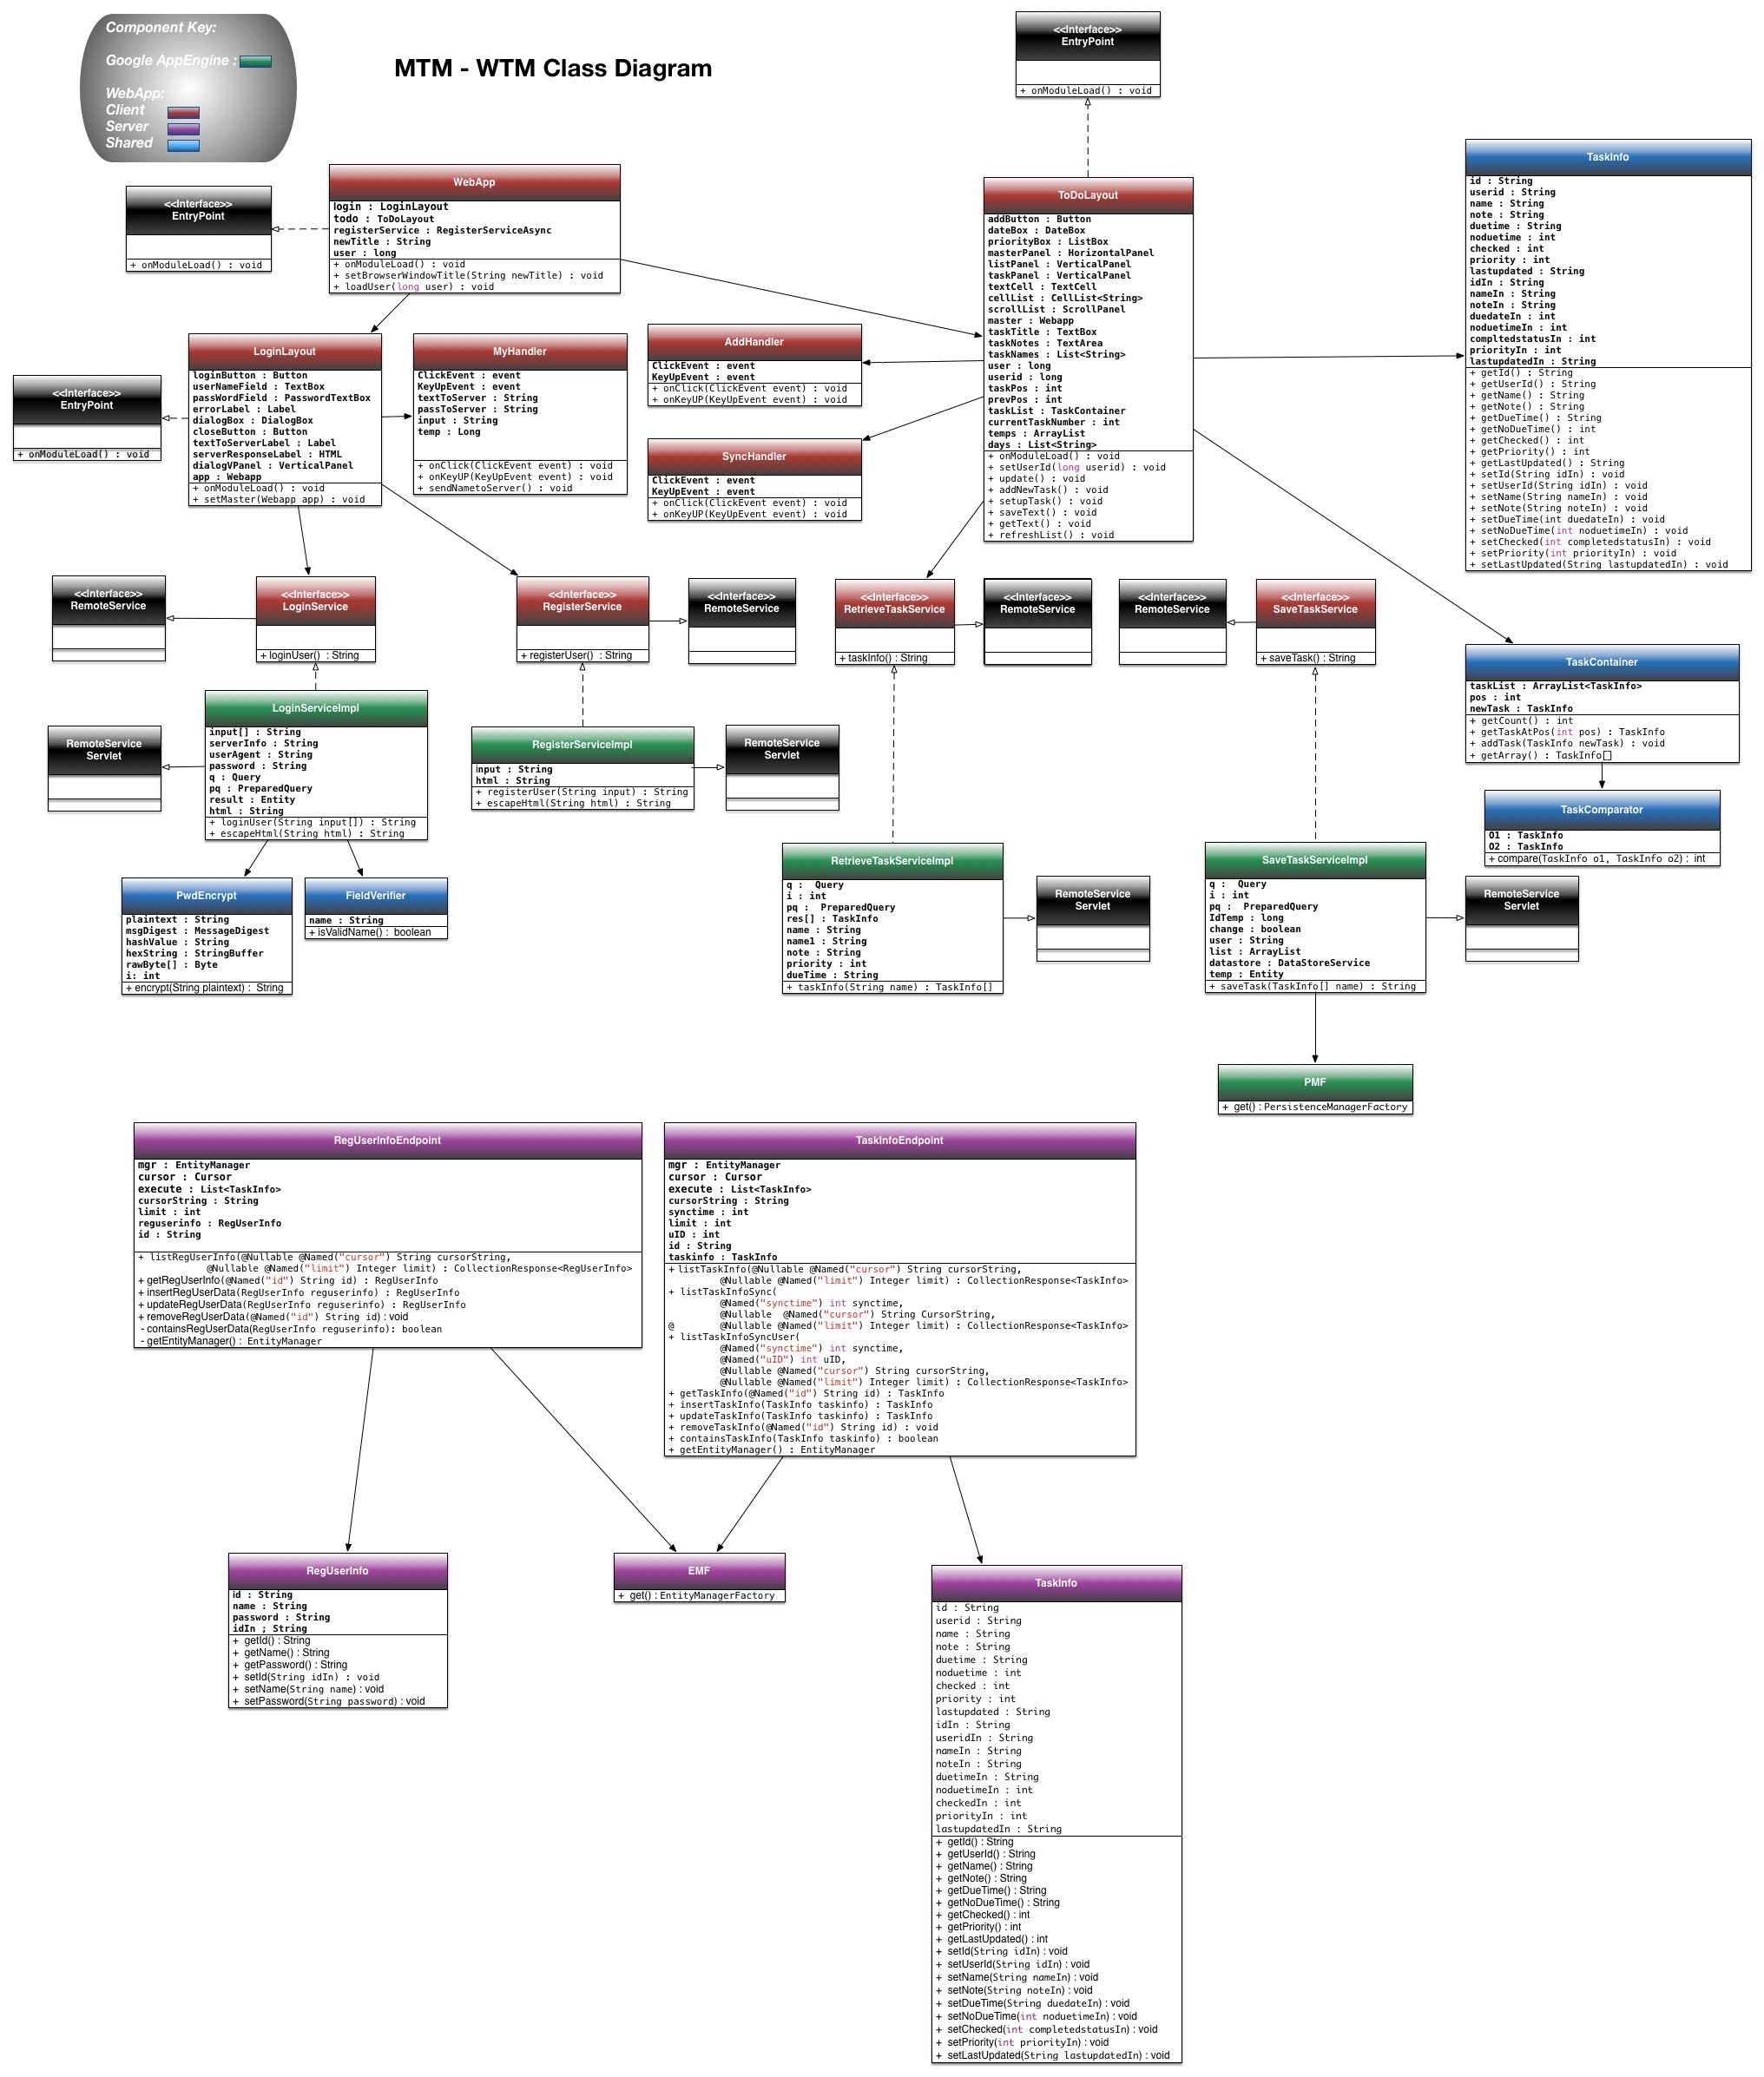 Component Key:
Google AppEngine :
WebApp:
Client
Server
Shared
MTM - WTM Class Diagram
<<Interface>>
EntryPoint
+ onModuleLoad() : void
<<Interface>>
EntryPoint
+ onModuleLoad() : void
WebApp
login : LoginLayout
todo : ToDoLayout
registerService : RegisterServiceAsync
newTitle : String
user : long
+ onModuleLoad() : void
+ setBrowserWindowTitle(String newTitle) : void
+ loadUser(long user) : void
ToDoLayout
addButton : Button
dateBox : DateBox
priorityBox : ListBox
masterPanel : HorizontalPanel
listPanel : VerticalPanel
taskPanel : VerticalPanel
textCell : TextCell
cellList : CellList<String>
scrollList : ScrollPanel
master : Webapp
taskTitle : TextBox
taskNotes : TextArea
taskNames : List<String>
user : long
userid : long
taskPos : int
prevPos : int
taskList : TaskContainer
currentTaskNumber : int
temps : ArrayList
days : List<String>
+ onModuleLoad() : void
+ setUserId(long userid) : void
+ update() : void
+ addNewTask() : void
+ setupTask() : void
+ saveText() : void
+ getText() : void
+ refreshList() : void
TaskInfo
id : String
userid : String
name : String
note : String
duetime : String
noduetime : int
checked : int
priority : int
lastupdated : String
idIn : String
nameIn : String
noteIn : String
duedateIn : int
noduetimeIn : int
compltedstatusIn : int
priorityIn : int
lastupdatedIn : String
+ getId() : String
+ getUserId() : String
+ getName() : String
+ getNote() : String
+ getDueTime() : String
+ getNoDueTime() : int
+ getChecked() : int
+ getPriority() : int
+ getLastUpdated() : String
+ setId(String idIn) : void
+ setUserId(String idIn) : void
+ setName(String nameIn) : void
+ setNote(String noteIn) : void
+ setDueTime(int duedateIn) : void
+ setNoDueTime(int noduetimeIn) : void
+ setChecked(int completedstatusIn) : void
+ setPriority(int priorityIn) : void
+ setLastUpdated(String lastupdatedIn) : void
<<Interface>>
EntryPoint
+ onModuleLoad() : void
LoginLayout
loginButton : Button
userNameField : TextBox
passWordField : PasswordTextBox
errorLabel : Label
dialogBox : DialogBox
closeButton : Button
textToServerLabel : Label
serverResponseLabel : HTML
dialogVPanel : VerticalPanel
app : Webapp
+ onModuleLoad() : void
+ setMaster(Webapp app) : void
MyHandler
ClickEvent : event
KeyUpEvent : event
textToServer : String
passToServer : String
input : String
temp : Long
+ onClick(ClickEvent event) : void
+ onKeyUP(KeyUpEvent event) : void
+ sendNametoServer() : void
AddHandler
ClickEvent : event
KeyUpEvent : event
+ onClick(ClickEvent event) : void
+ onKeyUP(KeyUpEvent event) : void
SyncHandler
ClickEvent : event
KeyUpEvent : event
+ onClick(ClickEvent event) : void
+ onKeyUP(KeyUpEvent event) : void
<<Interface>>
RemoteService
<<Interface>>
LoginService
+ loginUser() : String
<<Interface>>
RegisterService
+ registerUser() : String
<<Interface>>
RemoteService
<<Interface>>
RetrieveTaskService
+ taskInfo() : String
<<Interface>>
RemoteService
<<Interface>>
RemoteService
<<Interface>>
SaveTaskService
+ saveTask() : String
TaskContainer
taskList : ArrayList<TaskInfo>
pos : int
newTask : TaskInfo
+ getCount() : int
+ getTaskAtPos(int pos) : TaskInfo
+ addTask(TaskInfo newTask) : void
+ getArray() : TaskInfo[]
RemoteService
Servlet
LoginServiceImpl
input[] : String
serverInfo : String
userAgent : String
password : String
q : Query
pq : PreparedQuery
result : Entity
html : String
+ loginUser(String input[]) : String
+ escapeHtml(String html) : String
RegisterServiceImpl
input : String
html : String
+ registerUser(String input) : String
+ escapeHtml(String html) : String
RemoteService
Servlet
TaskComparator
O1 : TaskInfo
O2 : TaskInfo
+ compare(TaskInfo o1, TaskInfo o2) : int
PwdEncrypt
plaintext : String
msgDigest : MessageDigest
hashValue : String
hexString : StringBuffer
rawByte[] : Byte
i: int
+ encrypt(String plaintext) : String
FieldVerifier
name : String
+ isValidName() : boolean
RetrieveTaskServiceImpl
q : Query
i : int
pq : PreparedQuery
res[] : TaskInfo
name : String
name1 : String
note : String
priority : int
dueTime : String
+ taskInfo(String name) : TaskInfo[]
RemoteService
Servlet
SaveTaskServiceImpl
q : Query
i : int
pq : PreparedQuery
IdTemp : long
change : boolean
user : String
list : ArrayList
datastore : DataStoreService
temp : Entity
+ saveTask(TaskInfo[] name) : String
RemoteService
Servlet
PMF
+ get() : PersistenceManagerFactory
RegUserInfoEndpoint
mgr : EntityManager
cursor : Cursor
execute : List<TaskInfo>
cursorString : String
limit : int
reguserinfo : RegUserInfo
id : String
+ listRegUserInfo(@Nullable @Named("cursor") String cursorString,
@Nullable @Named("limit") Integer limit) : CollectionResponse<RegUserInfo>
+ getRegUserInfo(@Named("id") String id) : RegUserInfo
+ insertRegUserData(RegUserInfo reguserinfo) : RegUserInfo
+ updateRegUserData(RegUserInfo reguserinfo) : RegUserInfo
+ removeRegUserData(@Named("id") String id) : void
- containsRegUserData(RegUserInfo reguserinfo): boolean
- getEntityManager() : EntityManager
TaskInfoEndpoint
mgr : EntityManager
cursor : Cursor
execute : List<TaskInfo>
cursorString : String
synctime : int
limit : int
uID : int
id : String
taskinfo : TaskInfo
+ listTaskInfo(@Nullable @Named("cursor") String cursorString,
@Nullable @Named("limit") Integer limit) : CollectionResponse<TaskInfo>
+ listTaskInfoSync(
@Named("synctime") int synctime,
@Nullable @Named("cursor") String CursorString,
@ @Nullable @Named("limit") Integer limit) : CollectionResponse<TaskInfo>
+ listTaskInfoSyncUser(
@Named("synctime") int synctime,
@Named("uID") int uID,
@Nullable @Named("cursor") String cursorString,
@Nullable @Named("limit") Integer limit) : CollectionResponse<TaskInfo>
+ getTaskInfo(@Named("id") String id) : TaskInfo
+ insertTaskInfo(TaskInfo taskinfo) : TaskInfo
+ updateTaskInfo(TaskInfo taskinfo) : TaskInfo
+ removeTaskInfo(@Named("id") String id) : void
+ containsTaskInfo(TaskInfo taskinfo) : boolean
+ getEntityManager() : EntityManager
RegUserInfo
id : String
name : String
password : String
idIn ; String
+ getId() : String
+ getName() : String
+ getPassword() : String
+ setId(String idIn) : void
+ setName(String name) : void
+ setPassword(String password) : void
EMF
+ get() : EntityManagerFactory
TaskInfo
id : String
userid : String
name : String
note : String
duetime : String
noduetime : int
checked : int
priority : int
lastupdated : String
idIn : String
useridIn : String
nameIn : String
noteIn : String
duetimeIn : String
noduetimeIn : int
checkedIn : int
priorityIn : int
lastupdatedIn : String
+ getId() : String
+ getUserId() : String
+ getName() : String
+ getNote() : String
+ getDueTime() : String
+ getNoDueTime() : String
+ getChecked() : int
+ getPriority() : int
+ getLastUpdated() : int
+ setId(String idIn) : void
+ setUserId(String idIn) : void
+ setName(String nameIn) : void
+ setNote(String noteIn) : void
+ setDueTime(String duedateIn) : void
+ setNoDueTime(int noduetimeIn) : void
+ setChecked(int completedstatusIn) : void
+ setPriority(int priorityIn) : void
+ setLastUpdated(String lastupdatedIn) : void